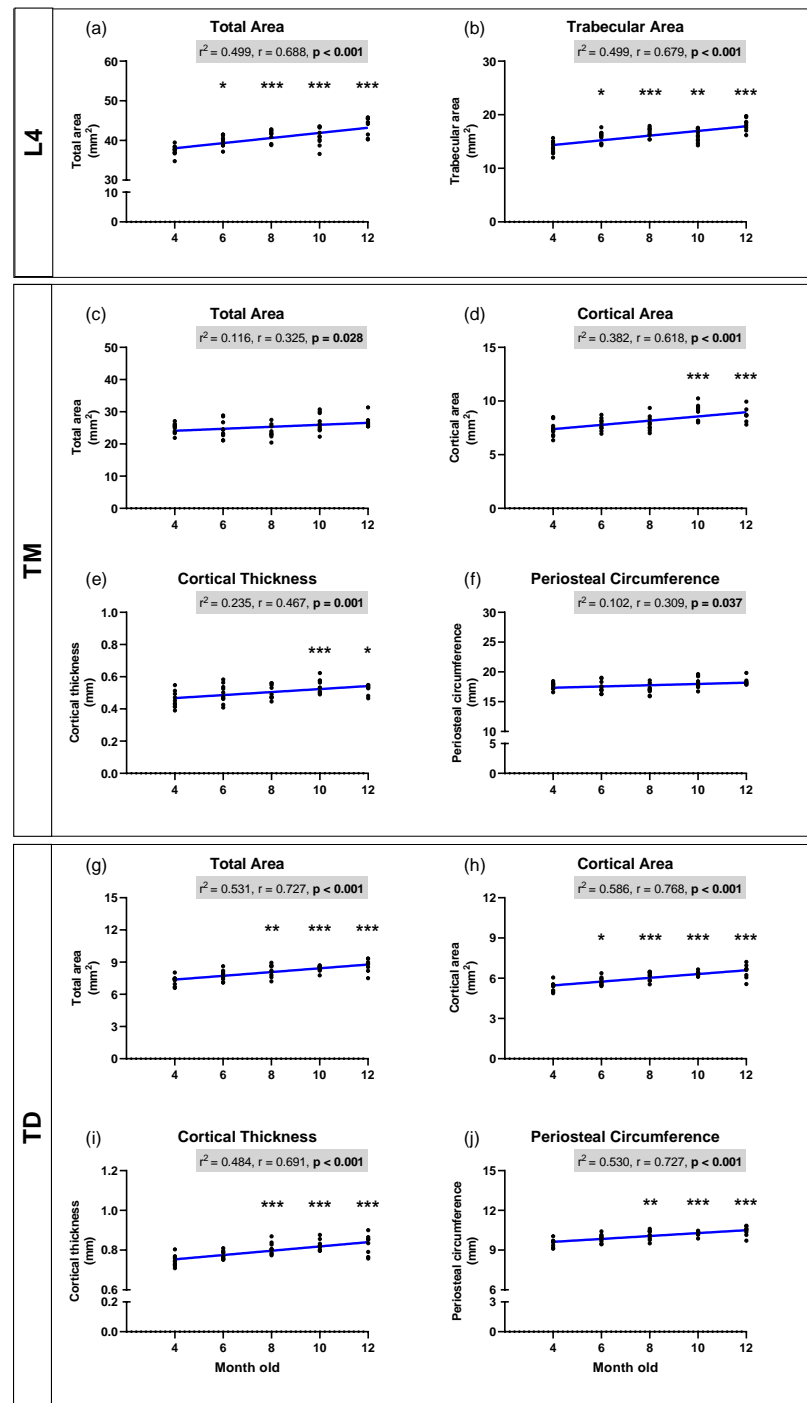 L4
(a)
Total Area
r² = 0.499, r = 0.688, p < 0.001
Total area
(mm²)
60
50
40
30
10
0
* *** *** ***
4 6 8 10 12
(b)
Trabecular Area
r² = 0.499, r = 0.679, p < 0.001
Trabecular area
(mm²)
30
20
10
0
* *** ** ***
4 6 8 10 12
TM
(c)
Total Area
r² = 0.116, r = 0.325, p = 0.028
Total area
(mm²)
50
40
30
20
10
0
4 6 8 10 12
(d)
Cortical Area
r² = 0.382, r = 0.618, p < 0.001
Cortical area
(mm²)
15
10
5
0
*** ***
4 6 8 10 12
(e)
Cortical Thickness
r² = 0.235, r = 0.467, p = 0.001
Cortical thickness
(mm)
1.0
0.8
0.6
0.4
0.2
0.0
*** *
4 6 8 10 12
(f)
Periosteal Circumference
r² = 0.102, r = 0.309, p = 0.037
Periosteal circumference
(mm)
30
25
20
15
10
5
0
4 6 8 10 12
TD
(g)
Total Area
r² = 0.531, r = 0.727, p < 0.001
Total area
(mm²)
15
12
9
6
3
0
** *** ***
4 6 8 10 12
(h)
Cortical Area
r² = 0.586, r = 0.768, p < 0.001
Cortical area
(mm²)
12
9
6
3
0
* *** *** ***
4 6 8 10 12
(i)
Cortical Thickness
r² = 0.484, r = 0.691, p < 0.001
Cortical thickness
(mm)
1.2
1.0
0.8
0.6
0.2
0.0
*** *** ***
4 6 8 10 12
Month old
(j)
Periosteal Circumference
r² = 0.530, r = 0.727, p < 0.001
Periosteal circumference
(mm)
15
12
9
6
3
0
** *** ***
4 6 8 10 12
Month old